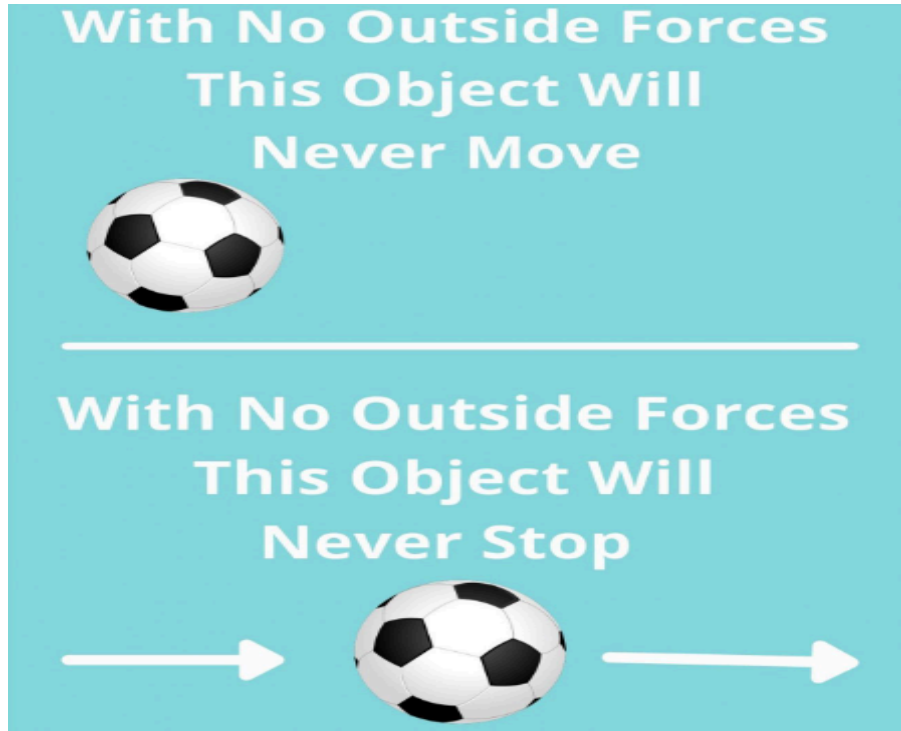 With No Outside Forces
This Object Will
Never Move
With No Outside Forces
This Object Will
Never Stop